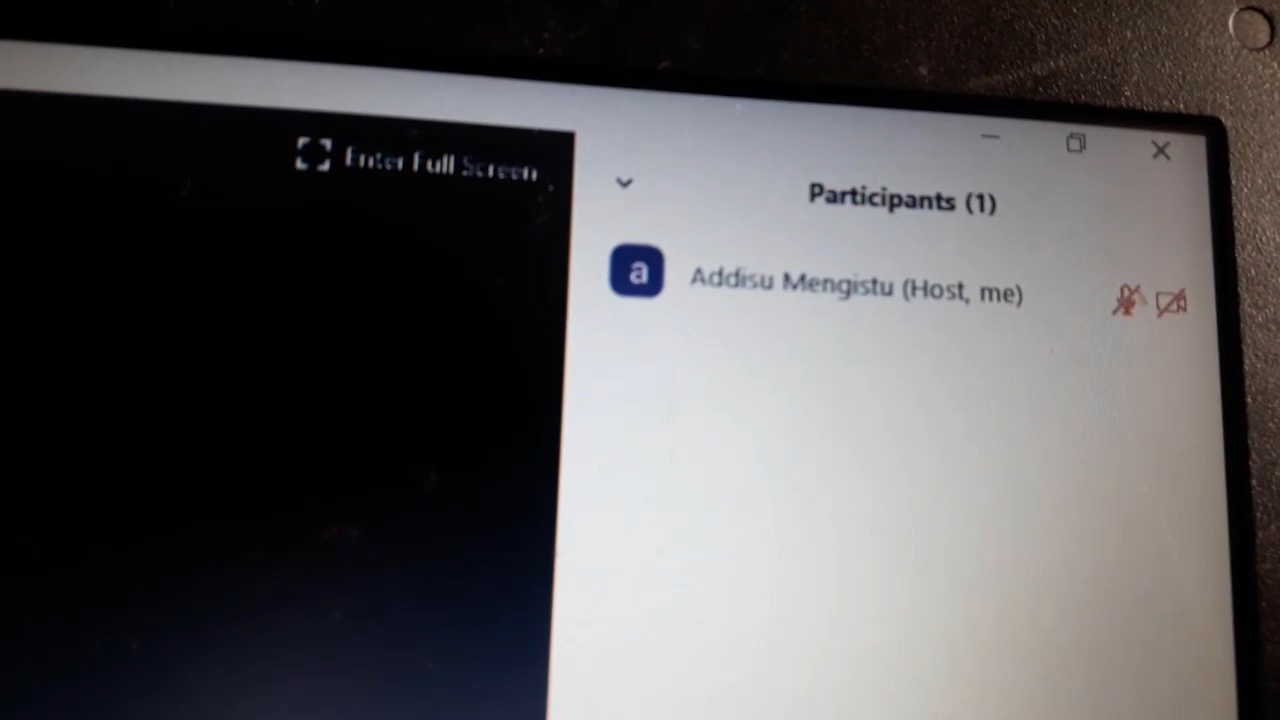 Enter Full Screen
Participants (1)
a
Addisu Mengistu (Host, me)